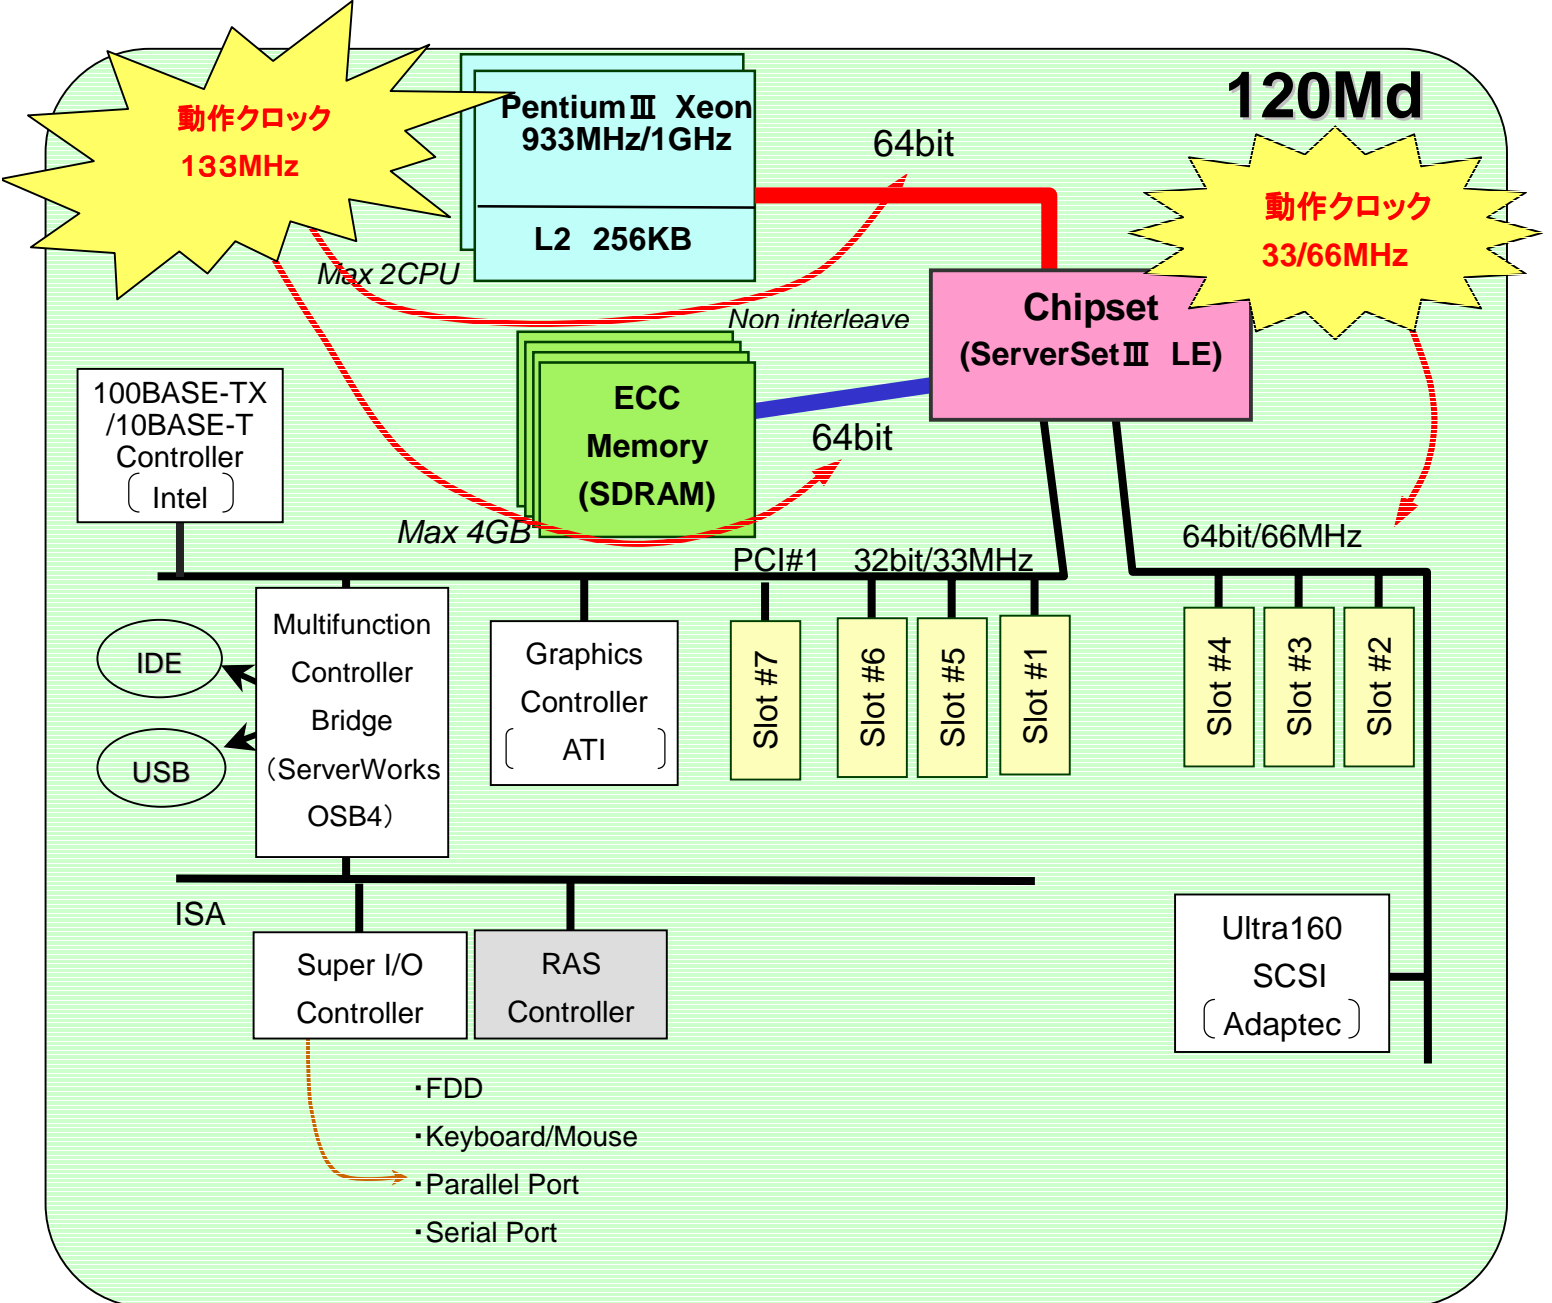 動作クロック
133MHz
PentiumⅢ Xeon
933MHz/1GHz
L2 256KB
Max 2CPU
64bit
120Md
動作クロック
33/66MHz
Non interleave
Chipset
(ServerSetⅢ LE)
100BASE-TX
/10BASE-T
Controller
〔 Intel 〕
ECC
Memory
(SDRAM)
64bit
Max 4GB
PCI#1 32bit/33MHz
64bit/66MHz
IDE
USB
Multifunction
Controller
Bridge
（ServerWorks
OSB4）
Graphics
Controller
〔 ATI 〕
Slot #7
Slot #6
Slot #5
Slot #1
Slot #4
Slot #3
Slot #2
ISA
Super I/O
Controller
RAS
Controller
Ultra160
SCSI
〔 Adaptec 〕
・FDD
・Keyboard/Mouse
・Parallel Port
・Serial Port